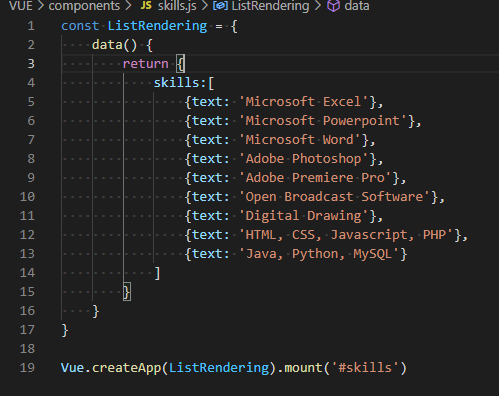 VUE > components > JS skills.js > ListRendering > data
1 const ListRendering = {
2 data() {
3 return {
4 skills:[
5 {text: 'Microsoft Excel'},
6 {text: 'Microsoft Powerpoint'},
7 {text: 'Microsoft Word'},
8 {text: 'Adobe Photoshop'},
9 {text: 'Adobe Premiere Pro'},
10 {text: 'Open Broadcast Software'},
11 {text: 'Digital Drawing'},
12 {text: 'HTML, CSS, Javascript, PHP'},
13 {text: 'Java, Python, MySQL'}
14 ]
15 }
16 }
17 }
18
19 Vue.createApp(ListRendering).mount('#skills')